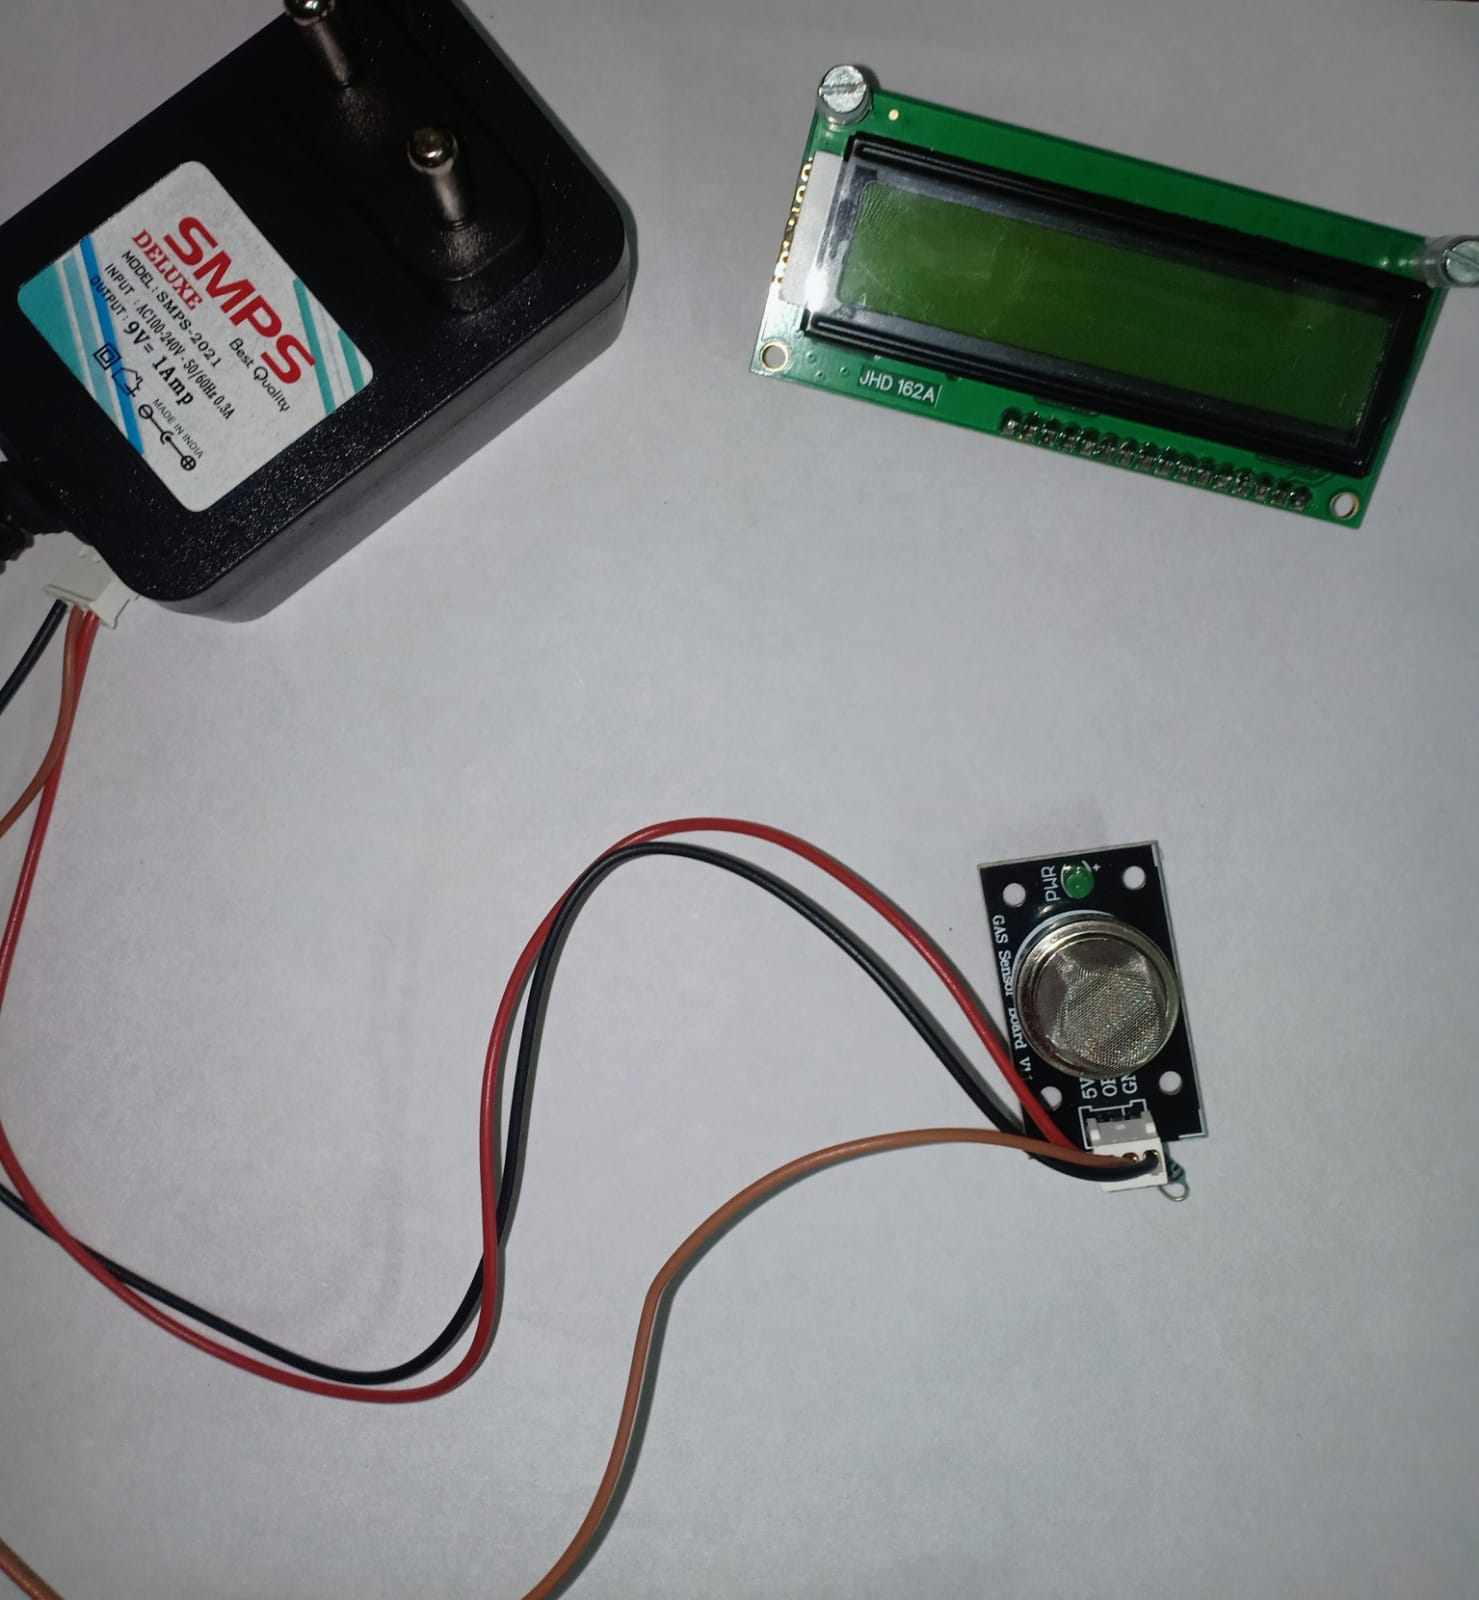 SMPS
DELUXE Best Quality
MODEL: SMPS-2021
INPUT : AC100-240V - 50/60Hz 0.3A
OUTPUT: 9V= 1Amp
MADE IN INDIA
JHD 162A
PWR
+
GAS Sensor Board
5V
GN